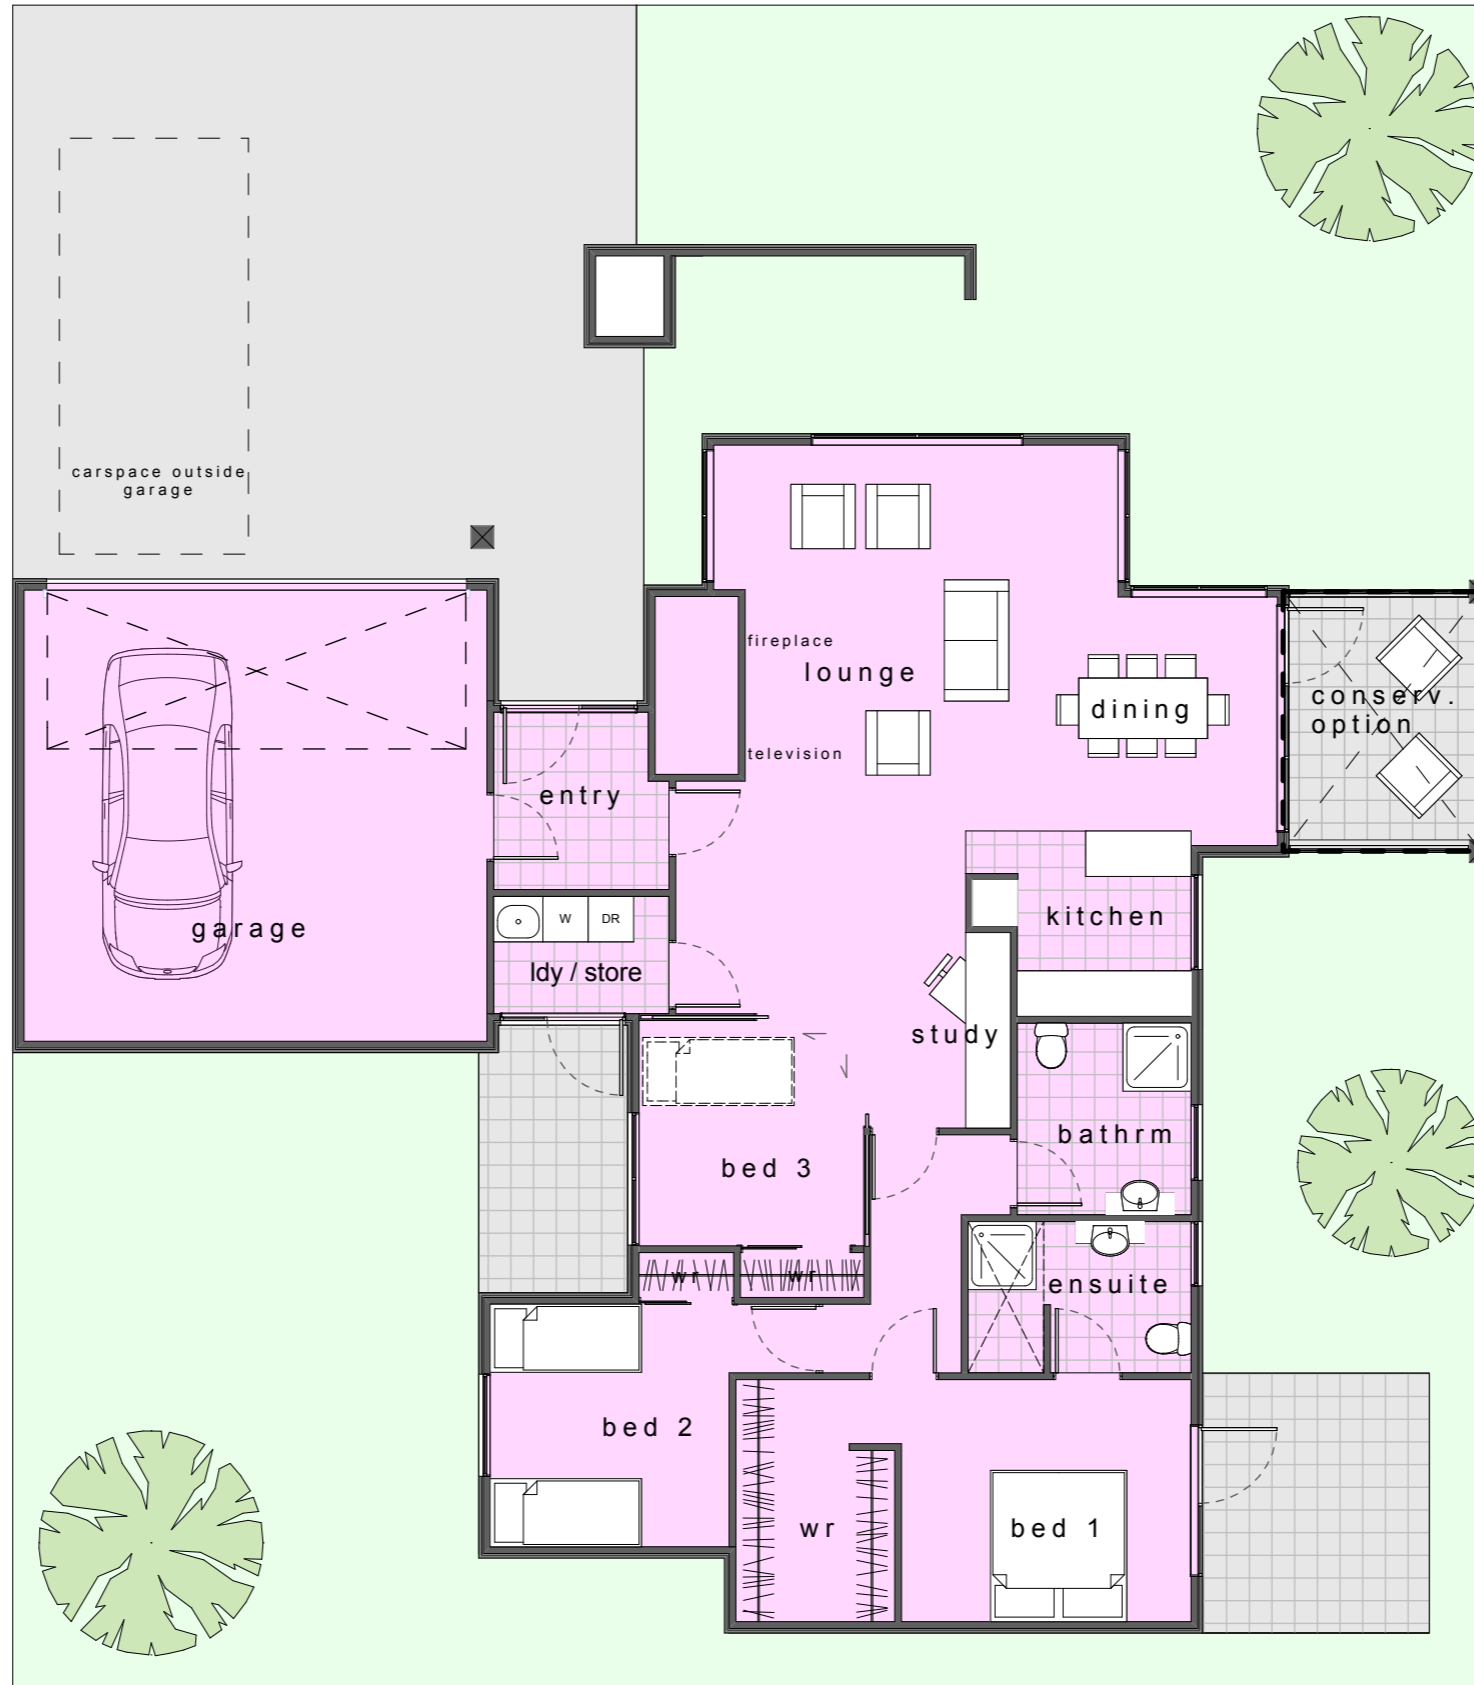 carspace outside
garage
fireplace
lounge
television
dining
conserv.
option
entry
kitchen
garage
W
DR
ldy / store
study
bathrm
bed 3
wr
wr
ensuite
bed 2
wr
bed 1